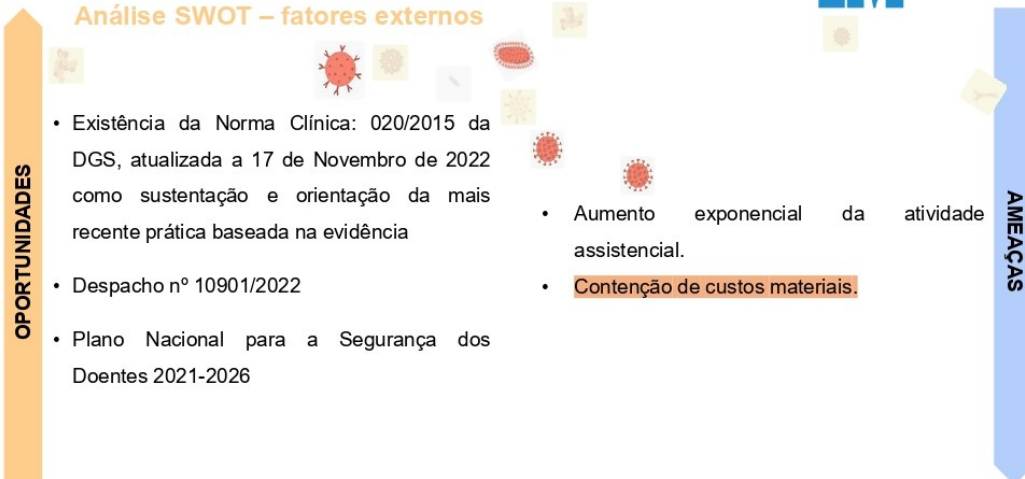 Análise SWOT – fatores externos
OPORTUNIDADES
• Existência da Norma Clínica: 020/2015 da
DGS, atualizada a 17 de Novembro de 2022
como sustentação e orientação da mais
recente prática baseada na evidência
• Despacho nº 10901/2022
• Plano Nacional para a Segurança dos
Doentes 2021-2026
• Aumento exponencial da atividade
assistencial.
• Contenção de custos materiais.
AMEAÇAS